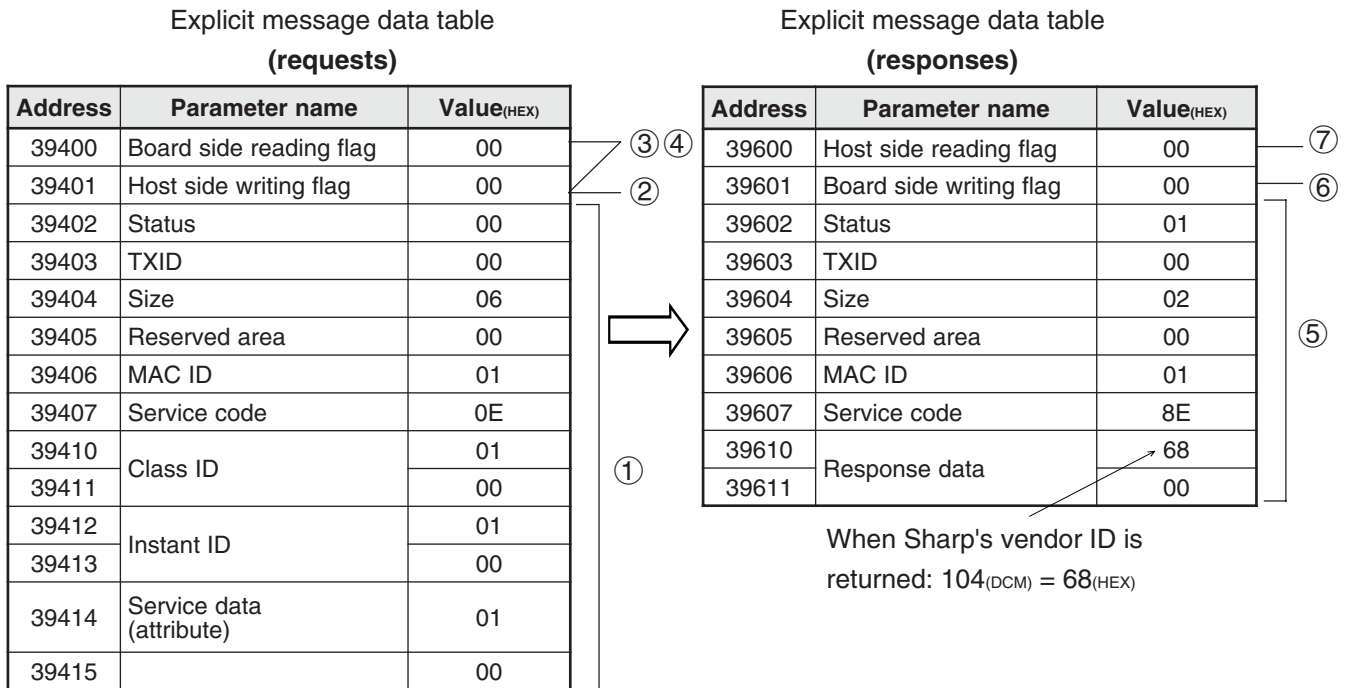 Explicit message data table
(requests)
Address Parameter name Value(HEX)
39400 Board side reading flag 00 ③④
39401 Host side writing flag 00 ②
39402 Status 00
39403 TXID 00
39404 Size 06
39405 Reserved area 00
39406 MAC ID 01
39407 Service code 0E
39410 Class ID 01
39411 00
①
39412 Instant ID 01
39413 00
39414 Service data
(attribute) 01
39415 00
Explicit message data table
(responses)
Address Parameter name Value(HEX)
39600 Host side reading flag 00 ⑦
39601 Board side writing flag 00 ⑥
39602 Status 01
39603 TXID 00
39604 Size 02
39605 Reserved area 00 ⑤
39606 MAC ID 01
39607 Service code 8E
39610 Response data 68
39611 00
When Sharp's vendor ID is
returned: 104(DCM) = 68(HEX)